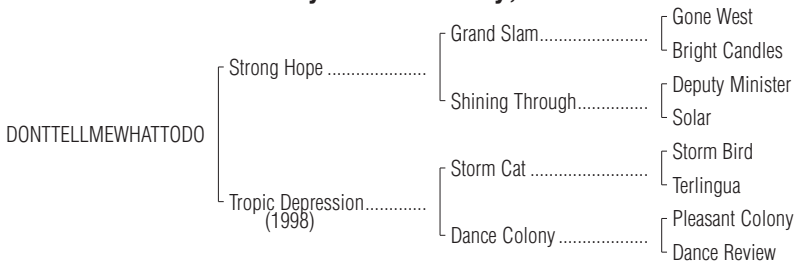 Gone West
Grand Slam......................
Bright Candles
Strong Hope .....................
Deputy Minister
Shining Through..............
Solar
DONTTELLMEWHATTODO
Storm Bird
Storm Cat ........................
Terlingua
Tropic Depression.............
(1998)
Pleasant Colony
Dance Colony ..................
Dance Review